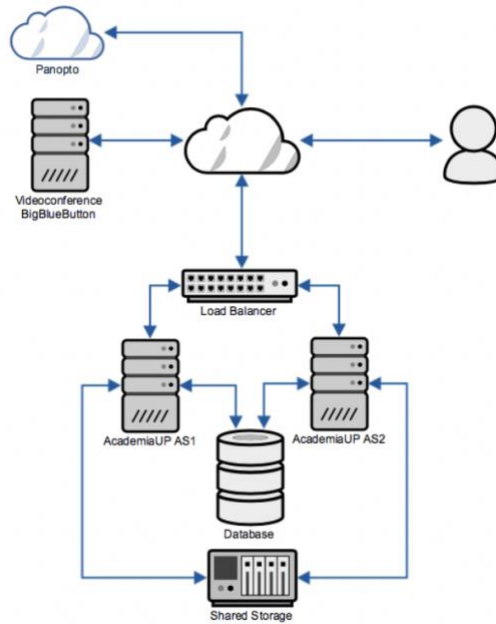 Panopto
Videoconference
BigBlueButton
Load Balancer
AcademiaUP AS1
AcademiaUP AS2
Database
Shared Storage